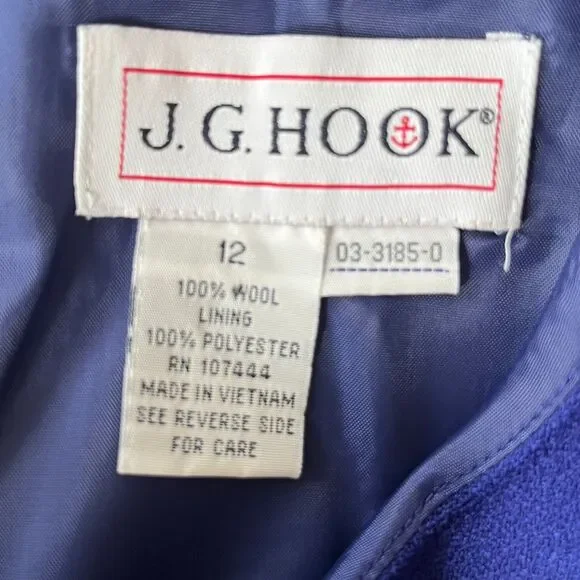 J.G.HOOK®
12
03-3185-0
100% WOOL
LINING
100% POLYESTER
RN 107444
MADE IN VIETNAM
SEE REVERSE SIDE
FOR CARE